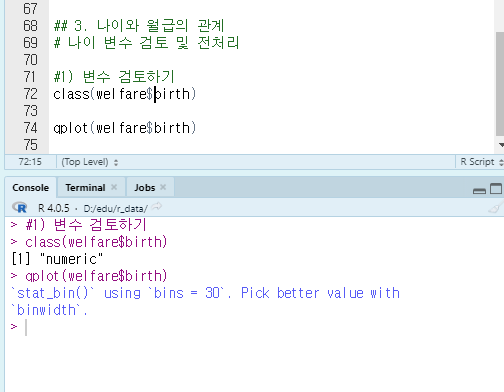 67
68 ## 3. 나이와 월급의 관계
69 # 나이 변수 검토 및 전처리
70
71 #1) 변수 검토하기
72 class(welfare$birth)
73
74 qplot(welfare$birth)
75
72:15 (Top Level) R Script
Console Terminal Jobs
R 4.0.5 · D:/edu/r_data/
> #1) 변수 검토하기
> class(welfare$birth)
[1] "numeric"
> qplot(welfare$birth)
`stat_bin()` using `bins = 30`. Pick better value with
`binwidth`.
>